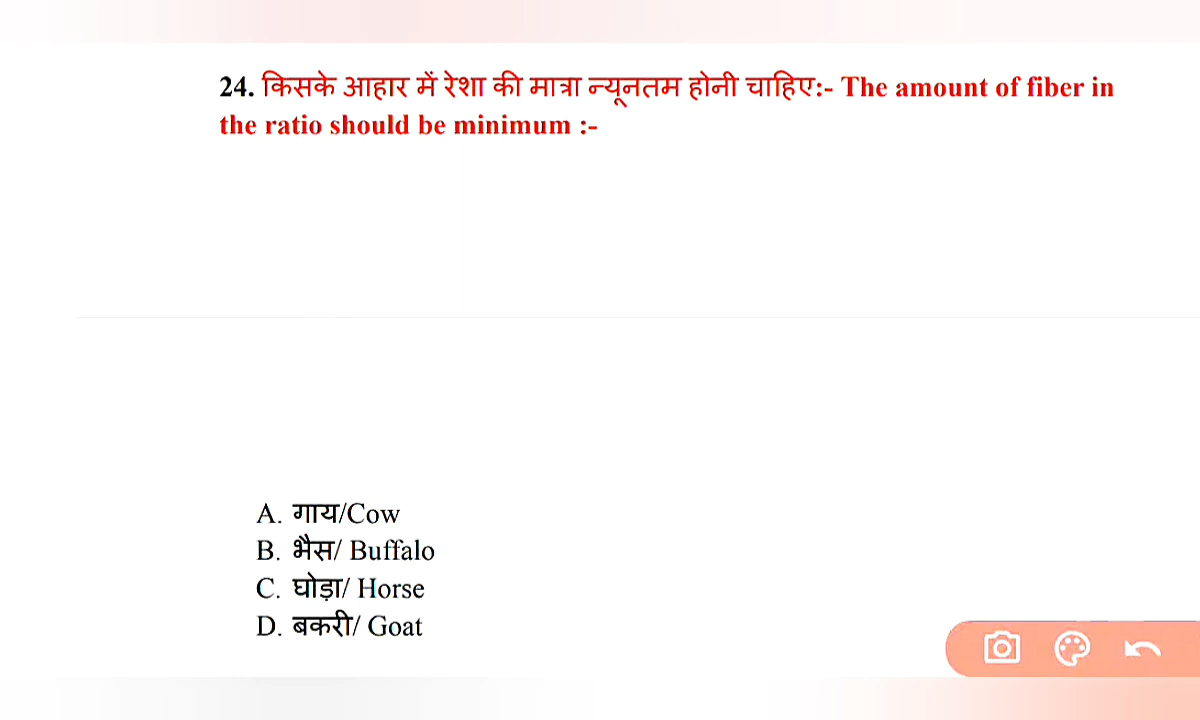 24. किसके आहार में रेशा की मात्रा न्यूनतम होनी चाहिए:- The amount of fiber in
the ratio should be minimum :-
A. गाय/Cow
B. भैस/ Buffalo
C. घोड़ा/ Horse
D. बकरी/ Goat